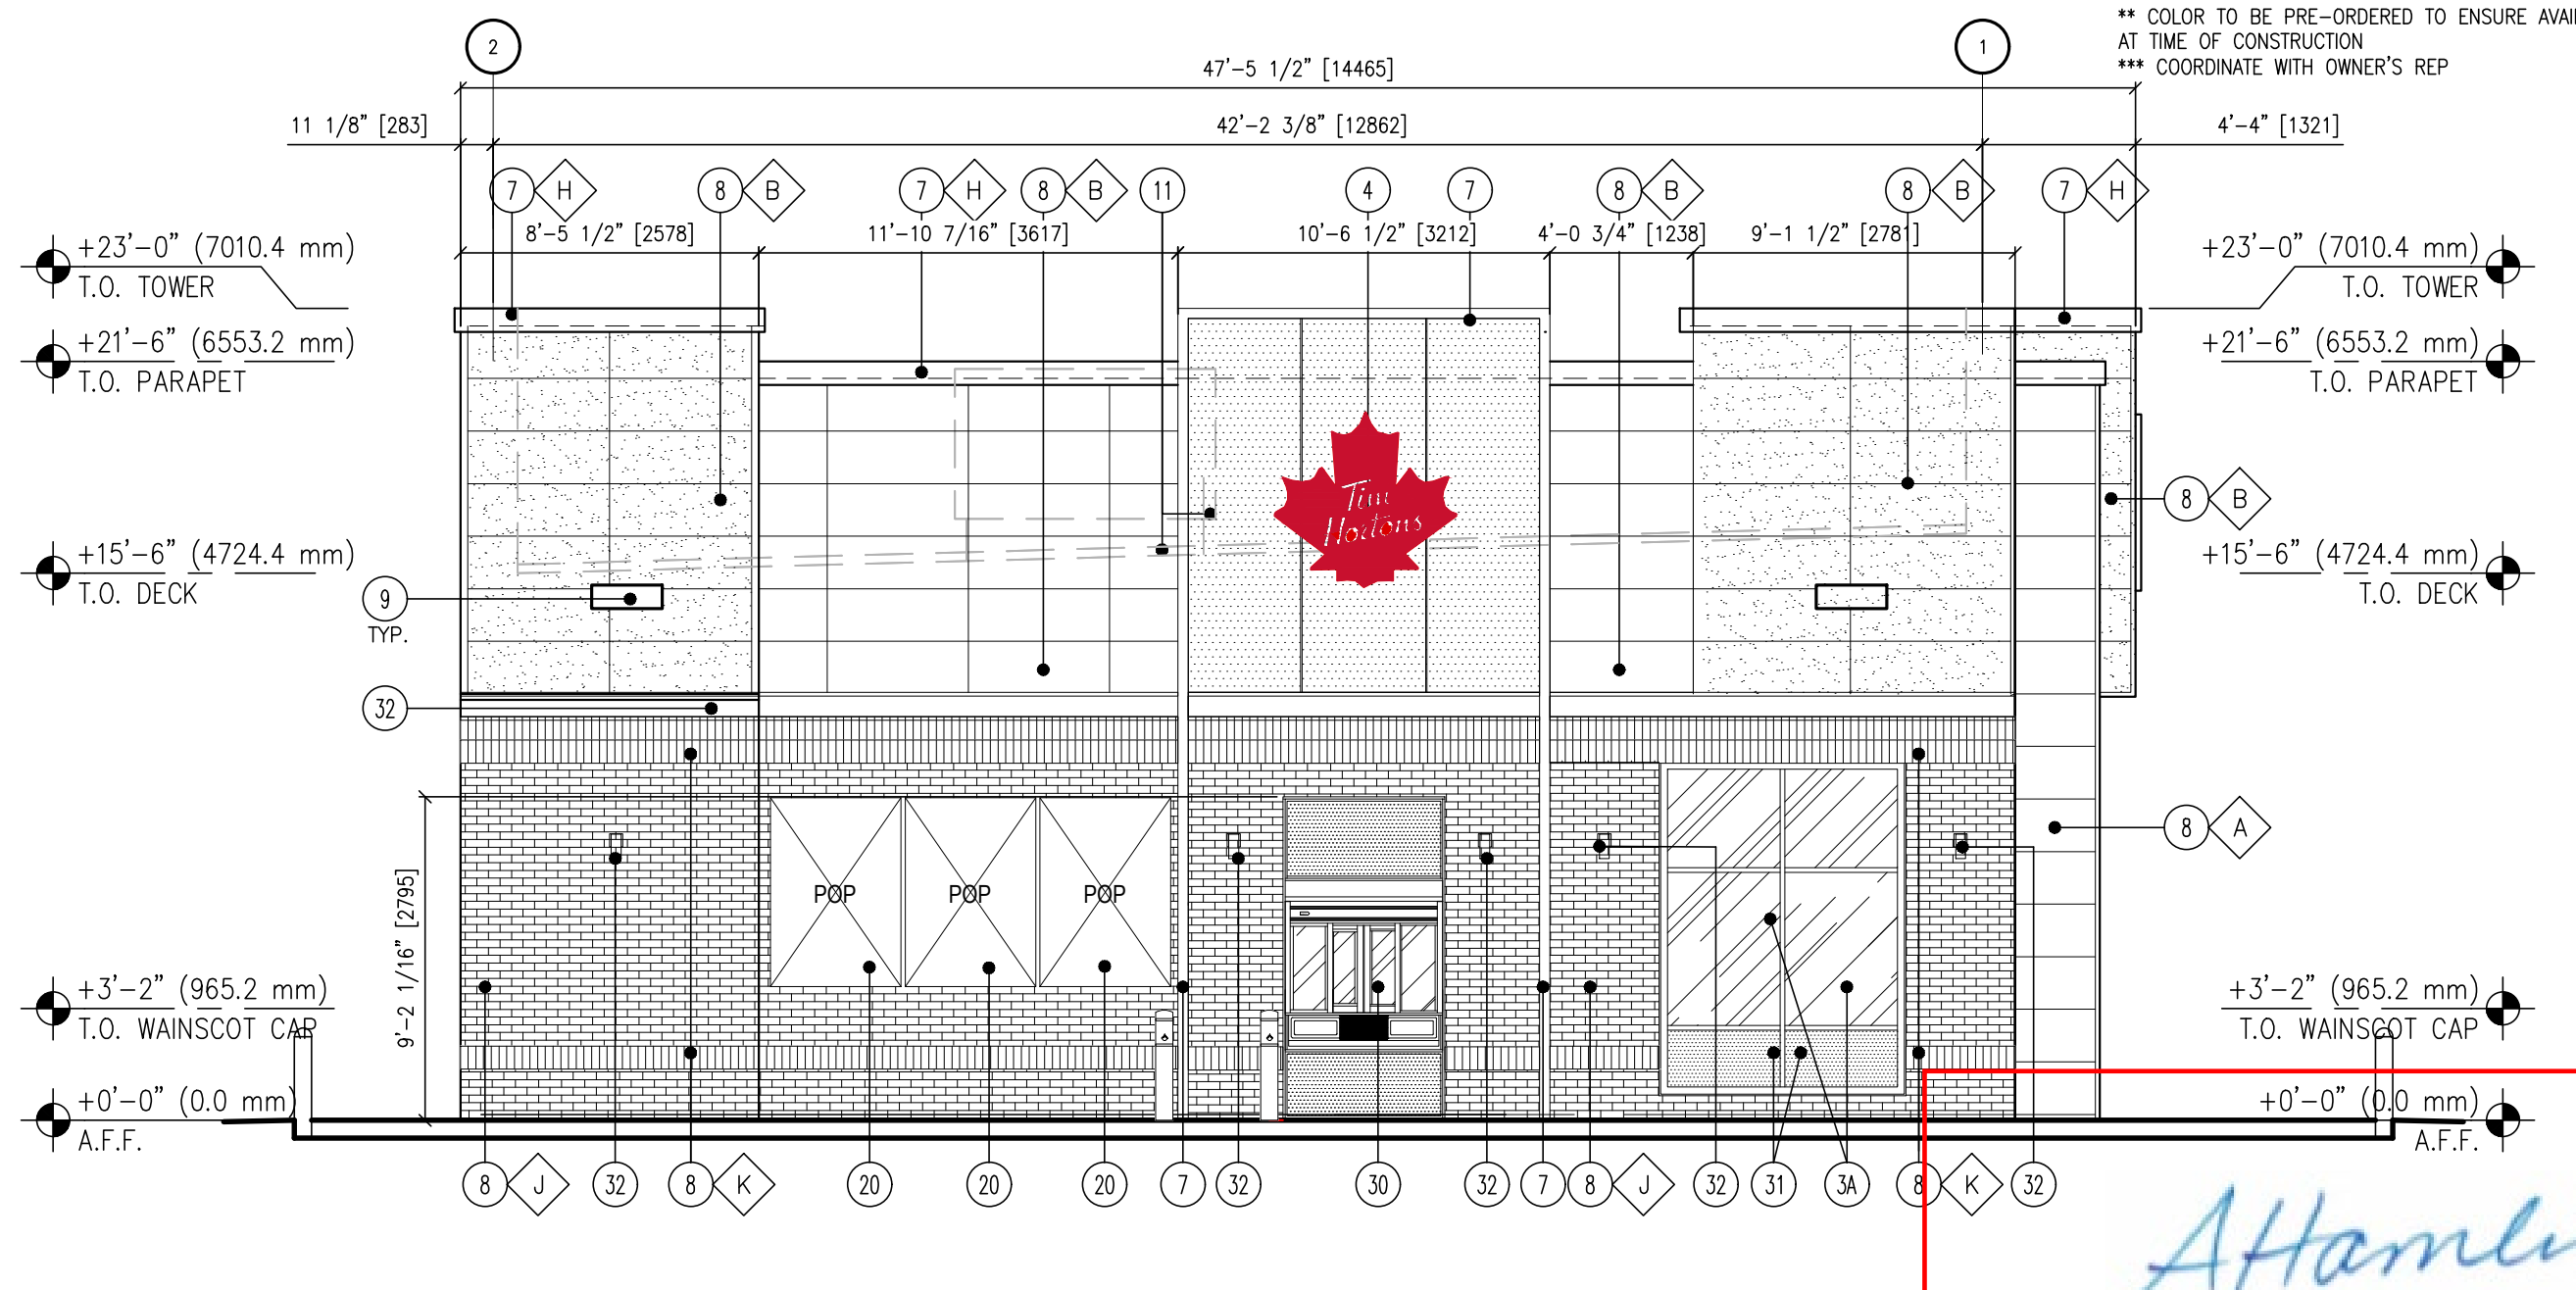 ** COLOR TO BE PRE-ORDERED TO ENSURE
AT TIME OF CONSTRUCTION
*** COORDINATE WITH OWNER'S REP
2
1
47'-5 1/2" [14465]
11 1/8" [283]
42'-2 3/8" [12862]
4'-4" [1321]
7 H
8 B
7 H
8 B
11
4
7
8 B
8 B
7 H
8'-5 1/2" [2578]
11'-10 7/16" [3617]
10'-6 1/2" [3212]
4'-0 3/4" [1238]
9'-1 1/2" [2781]
+23'-0" (7010.4 mm)
T.O. TOWER
+23'-0" (7010.4 mm)
T.O. TOWER
+21'-6" (6553.2 mm)
T.O. PARAPET
+21'-6" (6553.2 mm)
T.O. PARAPET
Tim
Hortons
8 B
+15'-6" (4724.4 mm)
T.O. DECK
+15'-6" (4724.4 mm)
T.O. DECK
9
TYP.
32
8 A
POP
POP
POP
9'-2 1/16" [2795]
+3'-2" (965.2 mm)
T.O. WAINSCOT CAP
+3'-2" (965.2 mm)
T.O. WAINSCOT CAP
+0'-0" (0.0 mm)
A.F.F.
+0'-0" (0.0 mm)
A.F.F.
8 J
32
8 K
20
20
20
7
32
30
32
7
8 J
32
31
3A
8 K
32